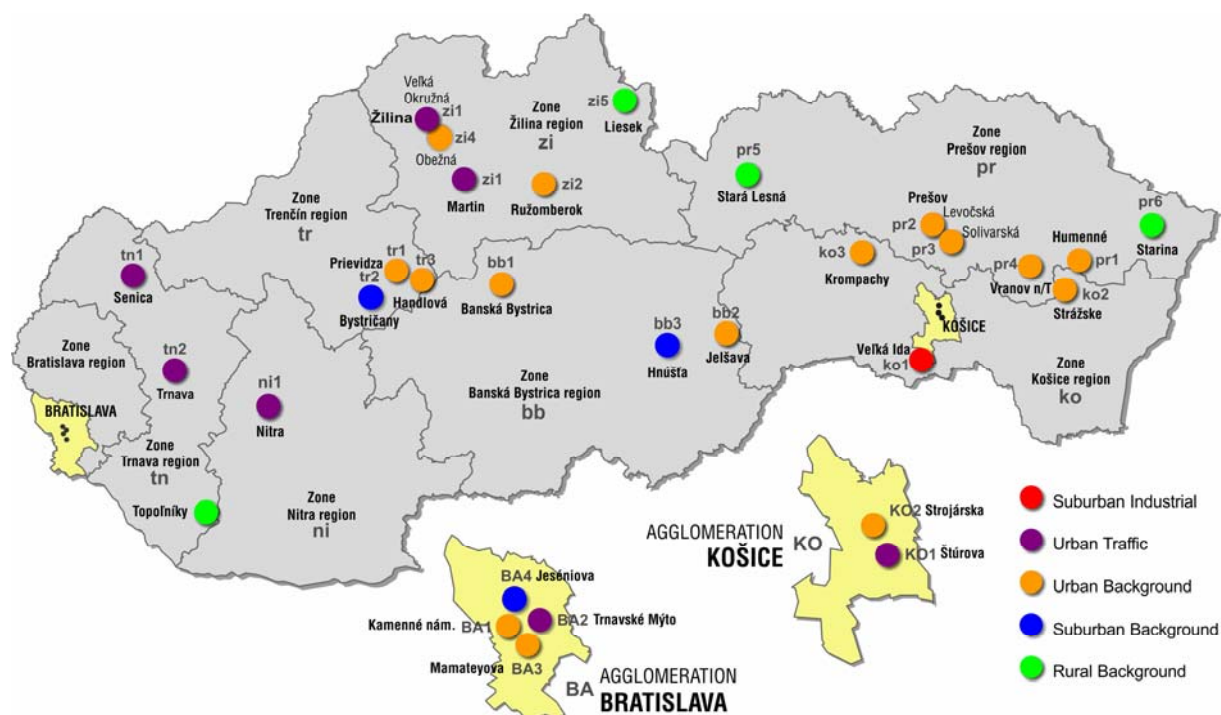 Veľká
Okružná
Žilina
zi1
zi4
Obežná
zi1
Martin
Zone
Žilina region
zi
zi2
Ružomberok
zi5
Liesek
pr5
Stará Lesná
Zone
Prešov region
pr
Prešov
pr2
Levočská
Solivarská
pr3
pr6
Starina
Humenné
pr1
pr4
Vranov n/T
ko2
Strážske
ko3
Krompachy
KOŠICE
Veľká Ida
ko1
Zone
Košice region
ko
Zone
Trenčín region
tr
tr1
Prievidza
tr2
tr3
Handlová
Bystričany
bb1
Banská Bystrica
bb2
Jelšava
bb3
Hnúšťa
Zone
Banská Bystrica region
bb
tn1
Senica
Zone
Bratislava region
BRATISLAVA
tn2
Trnava
ni1
Nitra
Zone
Trnava region
tn
Topoľníky
Zone
Nitra region
ni
BA4 Jeséniova
Kamenné nám. BA1
BA2 Trnavské Mýto
Mamateyova BA3
AGGLOMERATION
BA BRATISLAVA
AGGLOMERATION
KOŠICE KO
KO2 Strojárska
KO1 Štúrova
Suburban Industrial
Urban Traffic
Urban Background
Suburban Background
Rural Background